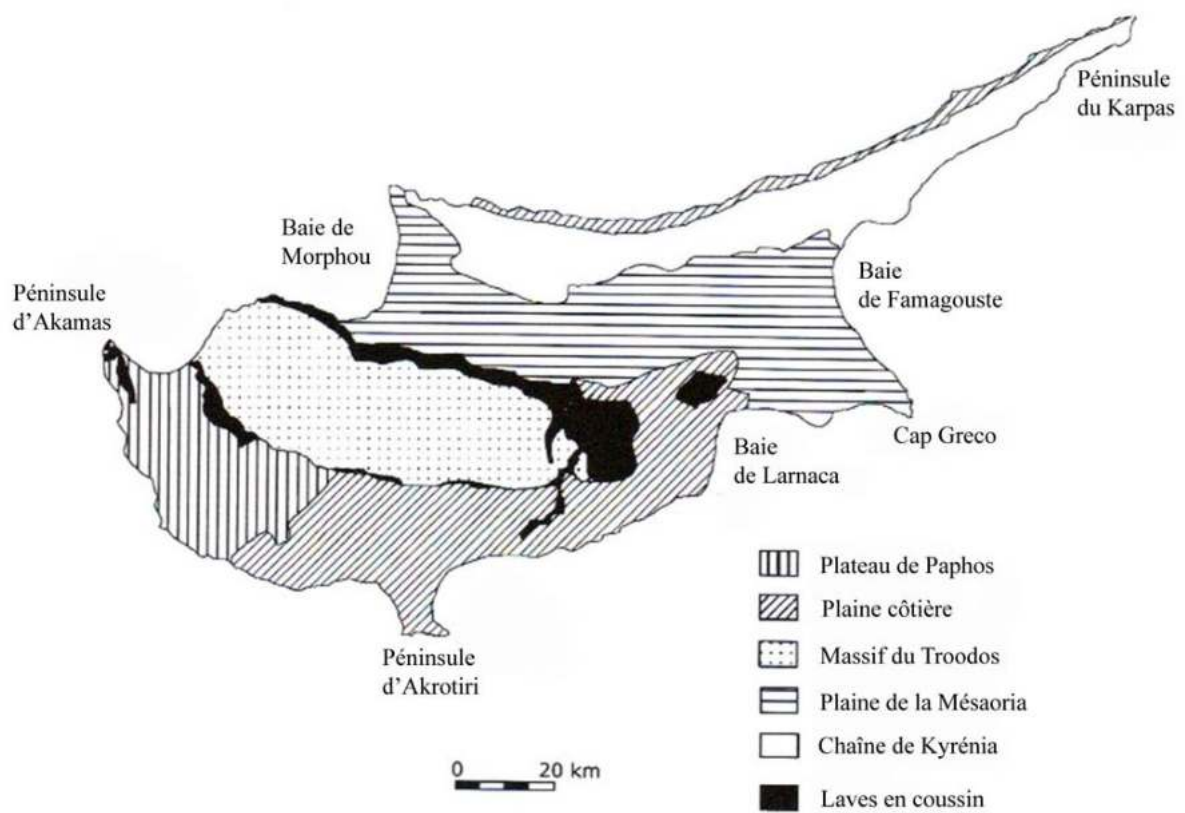 Péninsule
du Karpas
Baie de
Morphou
Baie
de Famagouste
Péninsule
d’Akamas
Cap Greco
Baie
de Larnaca
Péninsule
d’Akrotiri
Plateau de Paphos
Plaine côtière
Massif du Troodos
Plaine de la Mésaoria
Chaîne de Kyrénia
Laves en coussin
0 20 km